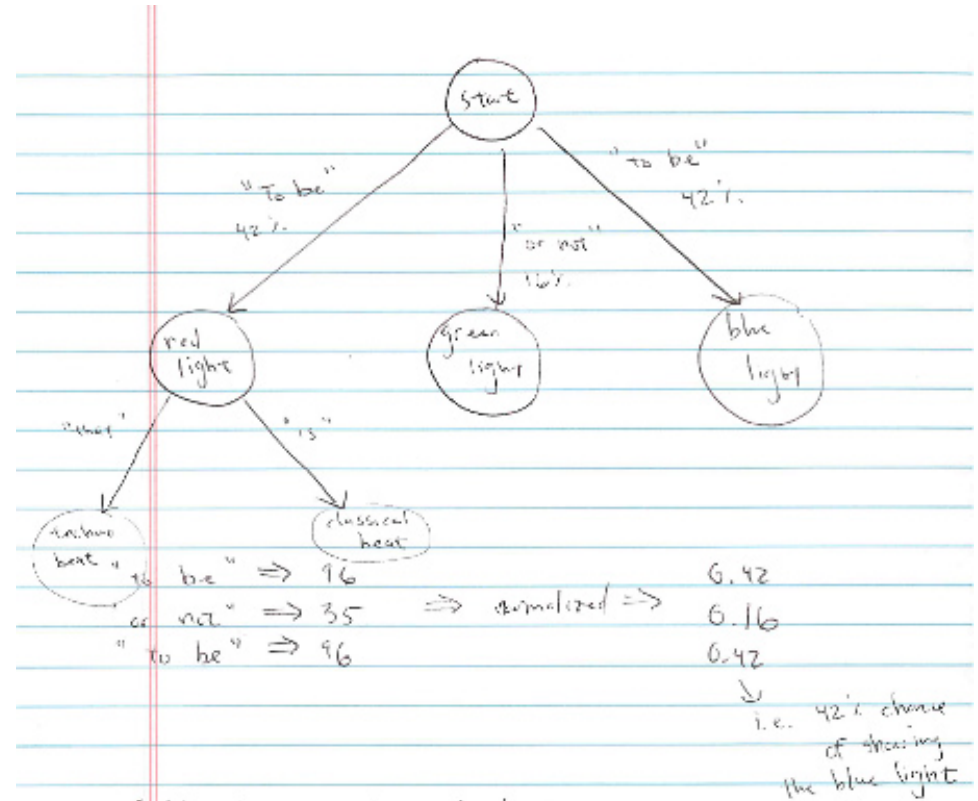 start
"To be"
42%
"or not"
16%
"to be"
42%
red
light
green
light
blue
light
"that"
"is"
techno
beat
classical
beat
"to be" ⇒ 96
or not" ⇒ 35 ⇒ normalized ⇒
"To be" ⇒ 96
0.42
0.16
0.42
i.e. 42% chance
of showing
the blue light